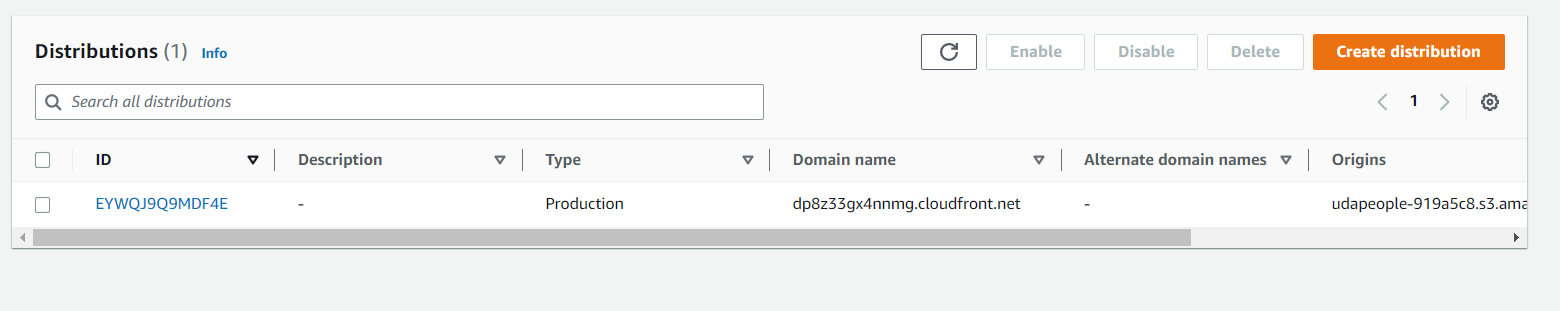 Distributions (1) Info
Enable Disable Delete Create distribution
Search all distributions
1
ID Description Type Domain name Alternate domain names Origins
EYWQJ9Q9MDF4E - Production dp8z33gx4nnmg.cloudfront.net - udapeople-919a5c8.s3.ama